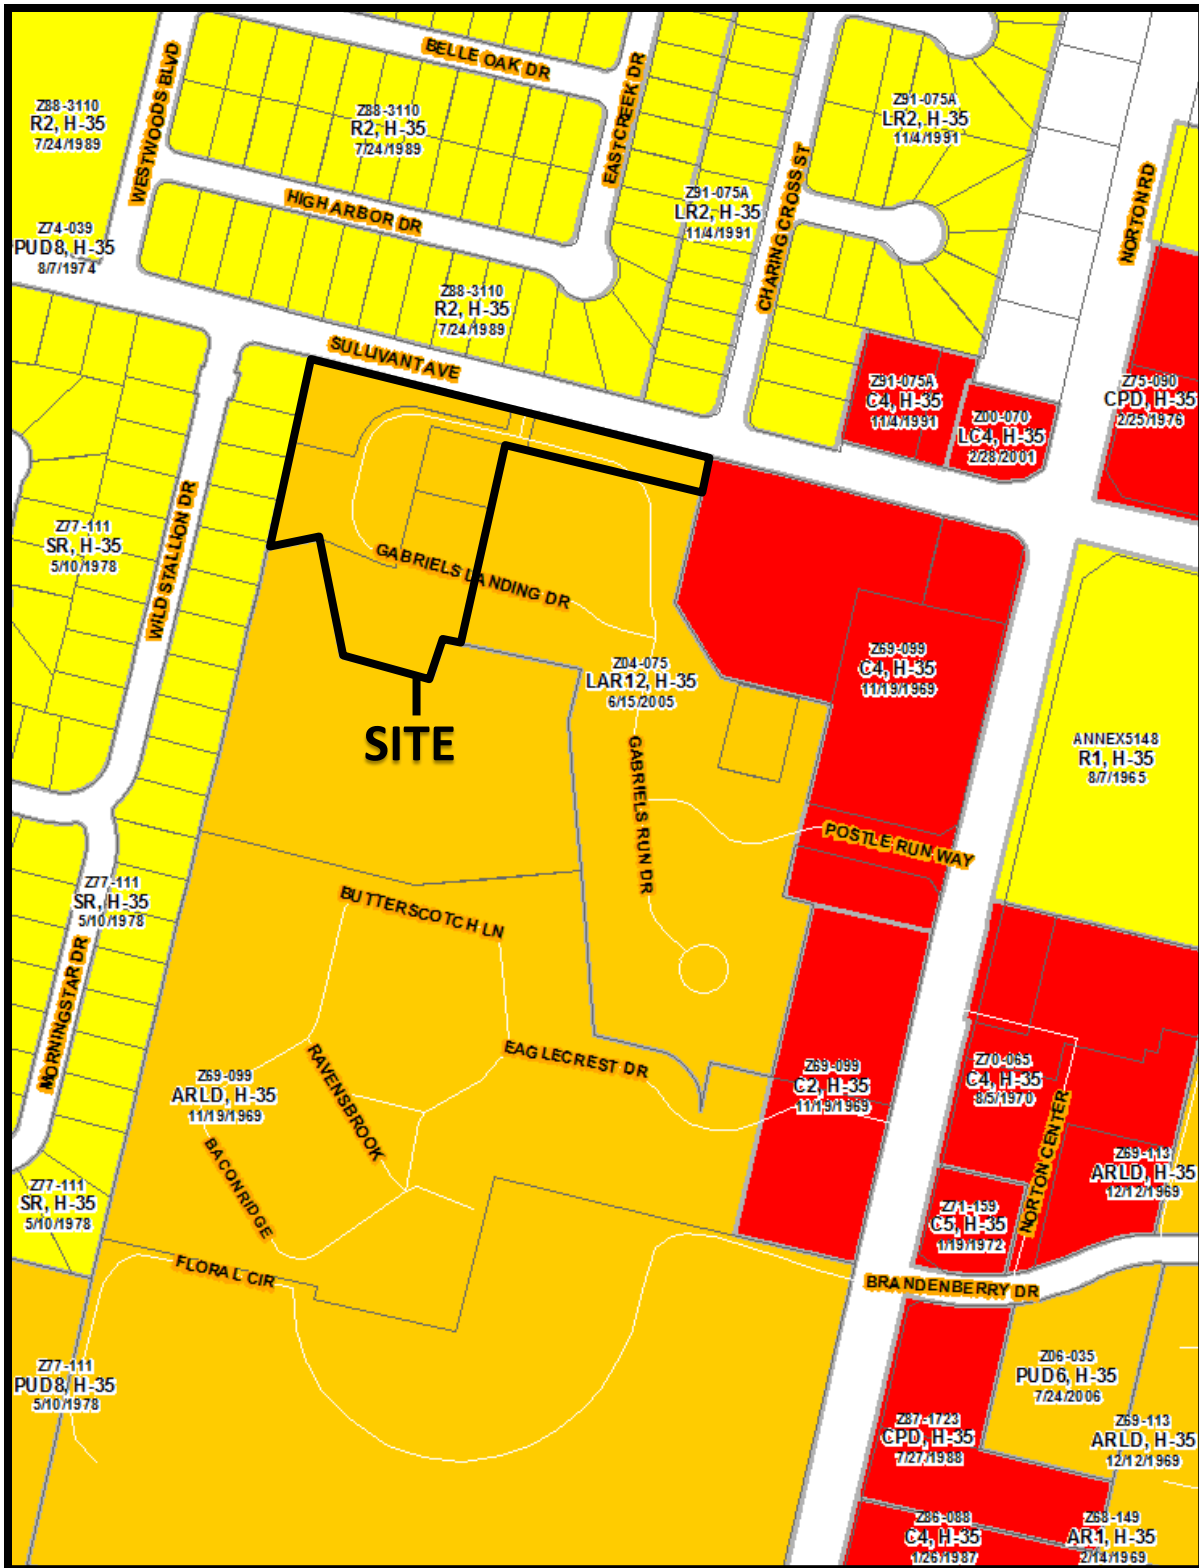 BELLE OAK DR
WESTWOODS BLVD
EASTCREEK DR
Z88-3110
R2, H-35
7/24/1989
Z88-3110
R2, H-35
7/24/1989
Z91-075A
LR2, H-35
11/4/1991
HIGH ARBOR DR
Z91-075A
LR2, H-35
11/4/1991
CHARING CROSS ST
NORTON RD
Z74-039
PUD8, H-35
8/7/1974
Z88-3110
R2, H-35
7/24/1989
SULLIVANT AVE
Z91-075A
C4, H-35
11/4/1991
Z00-070
LC4, H-35
2/28/2001
Z75-090
CPD, H-35
2/25/1976
Z77-111
SR, H-35
5/10/1978
WILD STALLION DR
GABRIELS LANDING DR
Z04-075
LAR12, H-35
6/15/2005
Z69-099
C4, H-35
11/19/1969
SITE
ANNEX5148
R1, H-35
8/7/1965
GABRIELS RUN DR
POSTLE RUN WAY
Z77-111
SR, H-35
5/10/1978
BUTTERSCOTCH LN
MORNINGSTAR DR
EAGLECREST DR
RAVENSBROOK
Z69-099
ARLD, H-35
11/19/1969
Z69-099
C2, H-35
11/19/1969
Z70-065
C4, H-35
8/5/1970
NORTON CENTER
BACONRIDGE
Z69-113
ARLD, H-35
12/12/1969
Z77-111
SR, H-35
5/10/1978
Z71-159
C5, H-35
1/19/1972
FLORAL CIR
BRANDENBERRY DR
Z77-111
PUD8, H-35
5/10/1978
Z06-035
PUD6, H-35
7/24/2006
Z87-1723
CPD, H-35
7/27/1988
Z69-113
ARLD, H-35
12/12/1969
Z86-088
C4, H-35
1/26/1987
Z68-149
AR1, H-35
2/14/1969